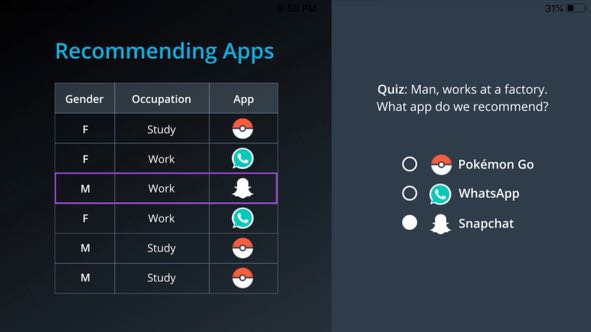 9:58 PM
31%
Recommending Apps
Gender Occupation App
F Study
F Work
M Work
F Work
M Study
M Study
Quiz: Man, works at a factory.
What app do we recommend?
Pokémon Go
WhatsApp
Snapchat